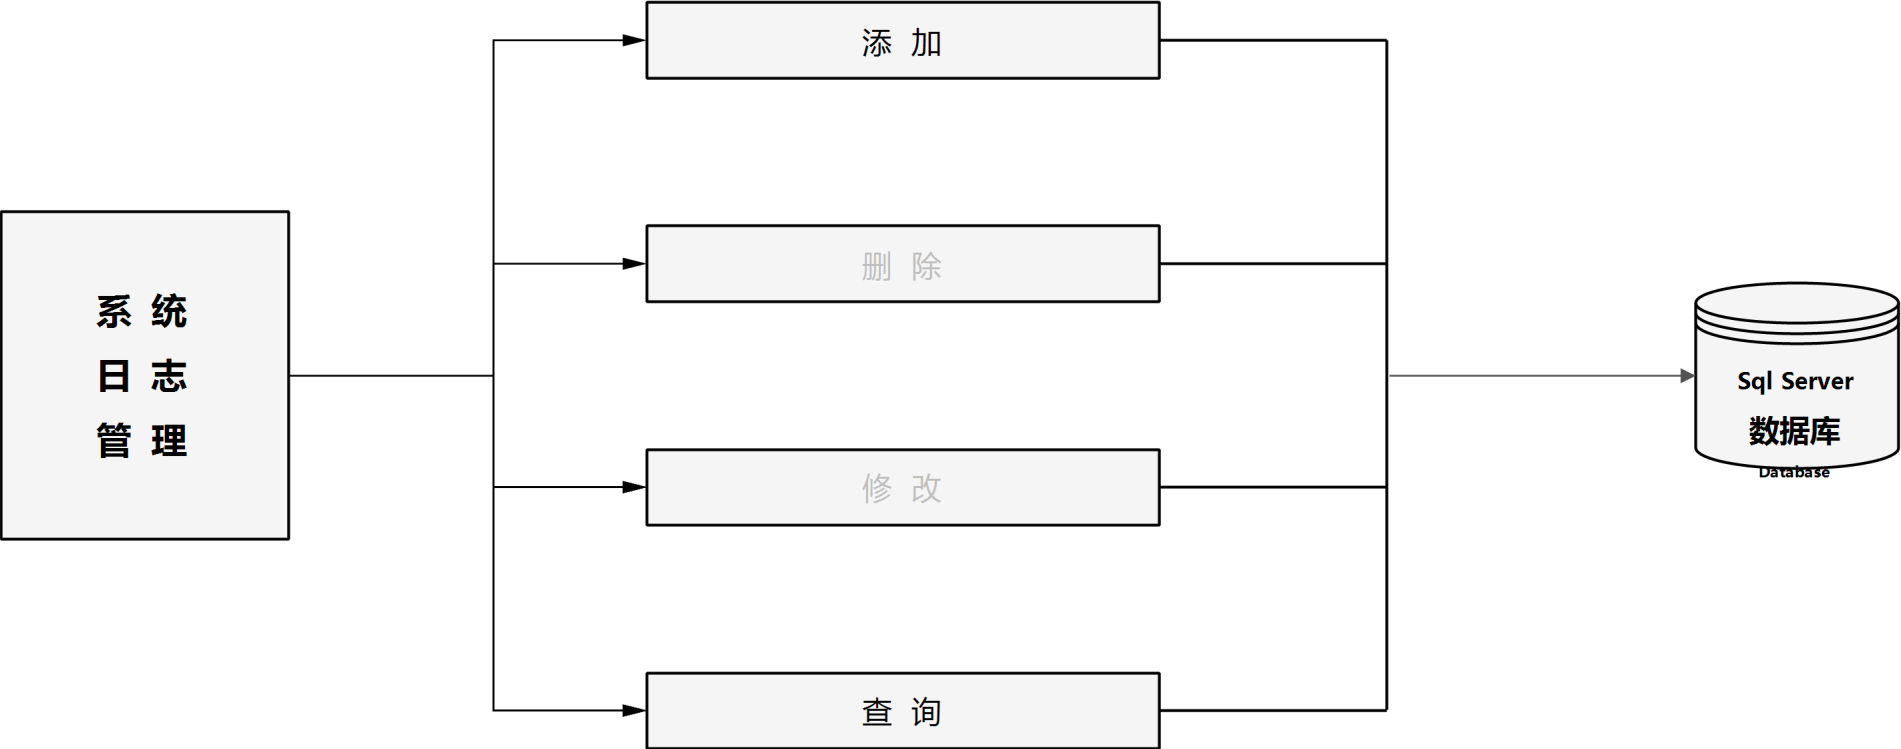 系 统
日 志
管 理
添 加
删 除
修 改
查 询
Sql Server
数据库
Database